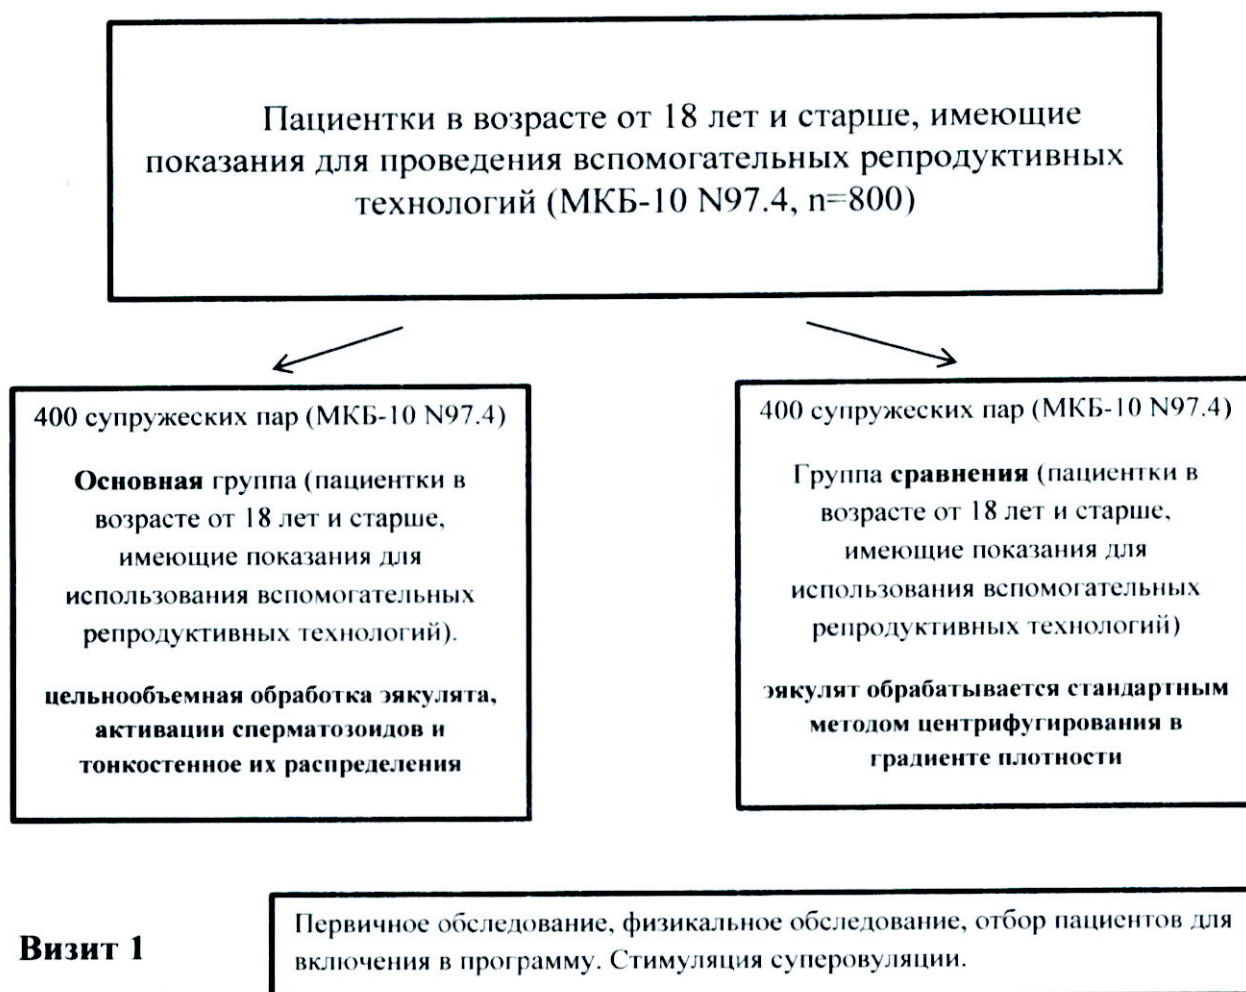 Пациентки в возрасте от 18 лет и старше, имеющие
показания для проведения вспомогательных репродуктивных
технологий (МКБ-10 N97.4, n=800)
400 супружеских пар (МКБ-10 N97.4)
Основная группа (пациентки в
возрасте от 18 лет и старше,
имеющие показания для
использования вспомогательных
репродуктивных технологий).
цельнообъемная обработка эякулята,
активации сперматозоидов и
тонкостенное их распределения
400 супружеских пар (МКБ-10 N97.4)
Группа сравнения (пациентки в
возрасте от 18 лет и старше,
имеющие показания для
использования вспомогательных
репродуктивных технологий)
эякулят обрабатывается стандартным
методом центрифугирования в
градиенте плотности
Визит 1
Первичное обследование, физикальное обследование, отбор пациентов для
включения в программу. Стимуляция суперовуляции.